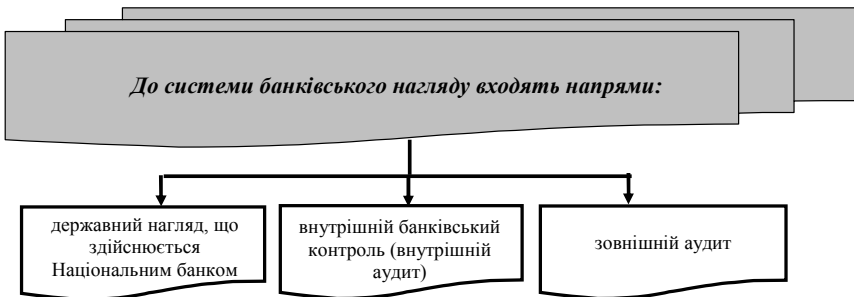 До системи банківського нагляду входять напрями:
державний нагляд, що
здійснюється
Національним банком
внутрішній банківський
контроль (внутрішній
аудит)
зовнішній аудит